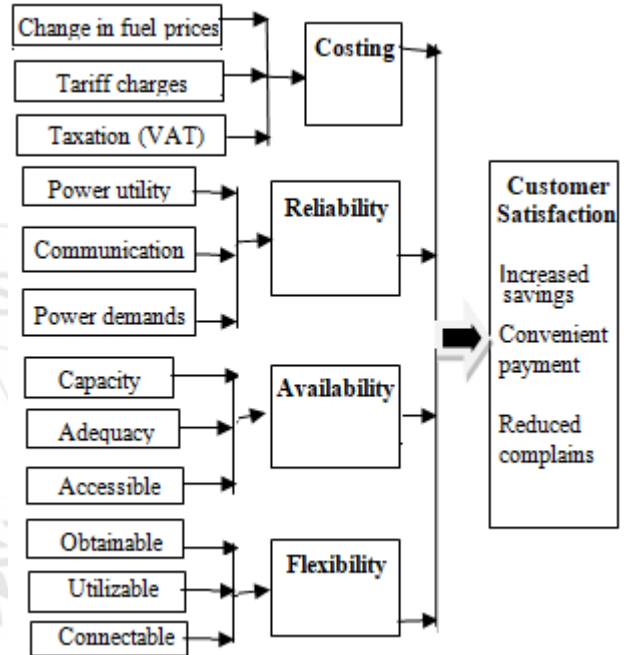 Change in fuel prices
Tariff charges
Taxation (VAT)
Costing
Power utility
Communication
Power demands
Reliability
Capacity
Adequacy
Accessible
Availability
Obtainable
Utilizable
Connectable
Flexibility
Customer
Satisfaction
Increased
savings
Convenient
payment
Reduced
complains